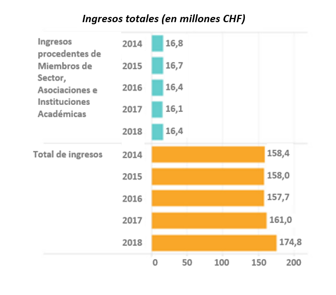 Ingresos totales (en millones CHF)
Ingresos
procedentes de
Miembros de
Sector,
Asociaciones e
Instituciones
Académicas
2014 16,8
2015 16,7
2016 16,4
2017 16,1
2018 16,4
Total de ingresos
2014 158,4
2015 158,0
2016 157,7
2017 161,0
2018 174,8
0 50 100 150 200